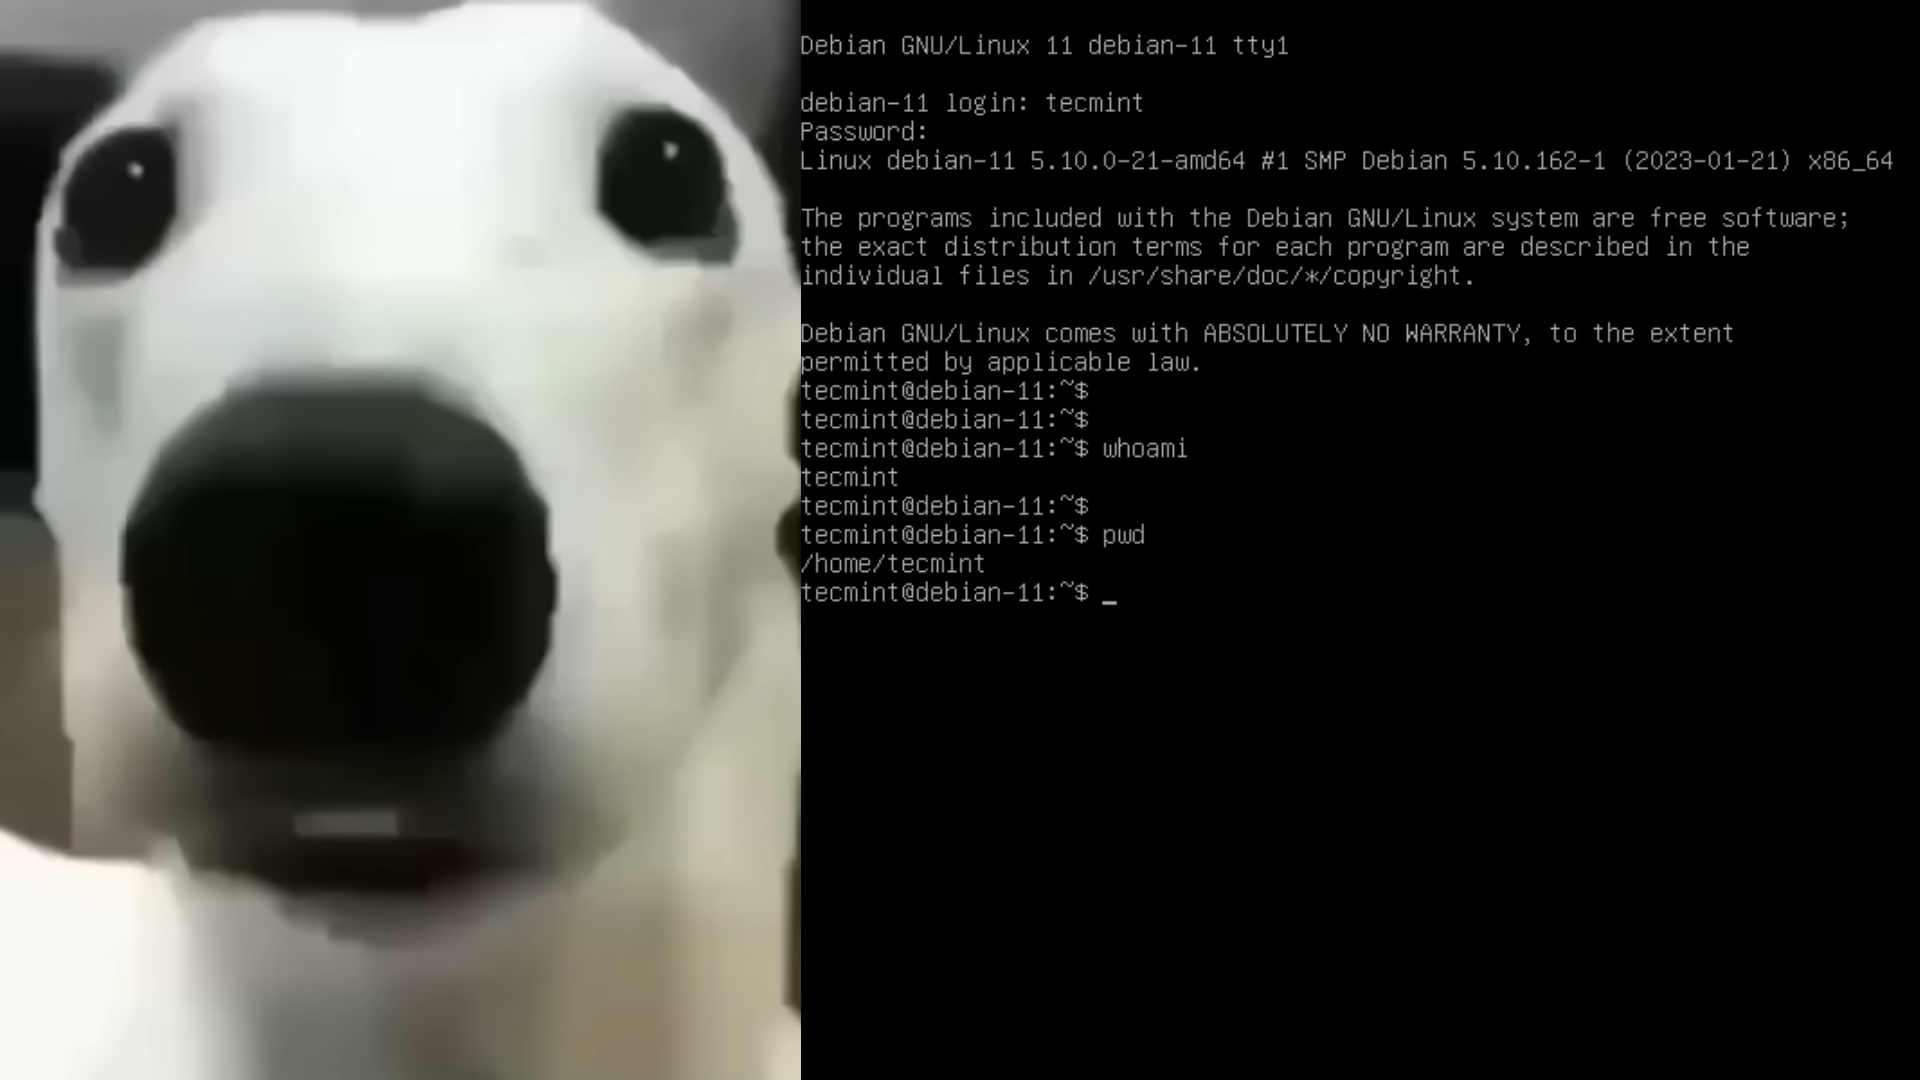 Debian GNU/Linux 11 debian-11 tty1
debian-11 login: tecmint
Password:
Linux debian-11 5.10.0-21-amd64 #1 SMP Debian 5.10.162-1 (2023-01-21) x86_64
The programs included with the Debian GNU/Linux system are free software;
the exact distribution terms for each program are described in the
individual files in /usr/share/doc/*/copyright.
Debian GNU/Linux comes with ABSOLUTELY NO WARRANTY, to the extent
permitted by applicable law.
tecmint@debian-11:~$
tecmint@debian-11:~$
tecmint@debian-11:~$ whoami
tecmint
tecmint@debian-11:~$
tecmint@debian-11:~$ pwd
/home/tecmint
tecmint@debian-11:~$ _